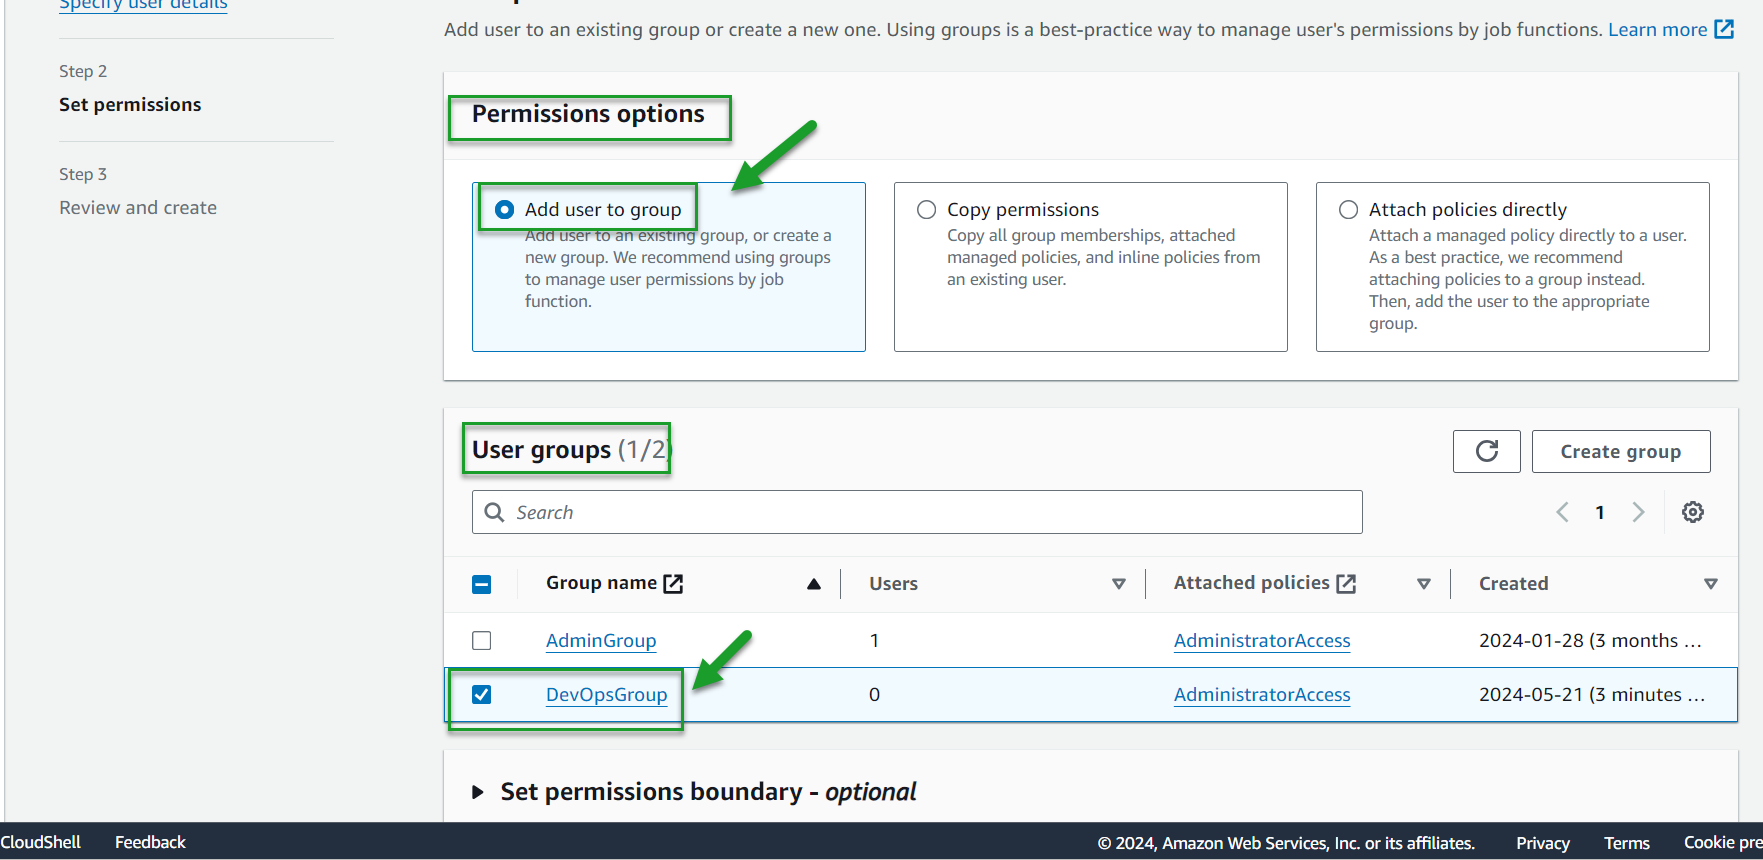 Specify user details
Step 2
Set permissions
Step 3
Review and create
Add user to an existing group or create a new one. Using groups is a best-practice way to manage user's permissions by job functions. Learn more
Permissions options
Add user to group
Add user to an existing group, or create a
new group. We recommend using groups
to manage user permissions by job
function.
Copy permissions
Copy all group memberships, attached
managed policies, and inline policies from
an existing user.
Attach policies directly
Attach a managed policy directly to a user.
As a best practice, we recommend
attaching policies to a group instead.
Then, add the user to the appropriate
group.
User groups (1/2)
Create group
Search
1
Group name Users Attached policies Created
AdminGroup 1 AdministratorAccess 2024-01-28 (3 months ...
DevOpsGroup 0 AdministratorAccess 2024-05-21 (3 minutes ...
Set permissions boundary - optional
CloudShell Feedback © 2024, Amazon Web Services, Inc. or its affiliates. Privacy Terms Cookie pre